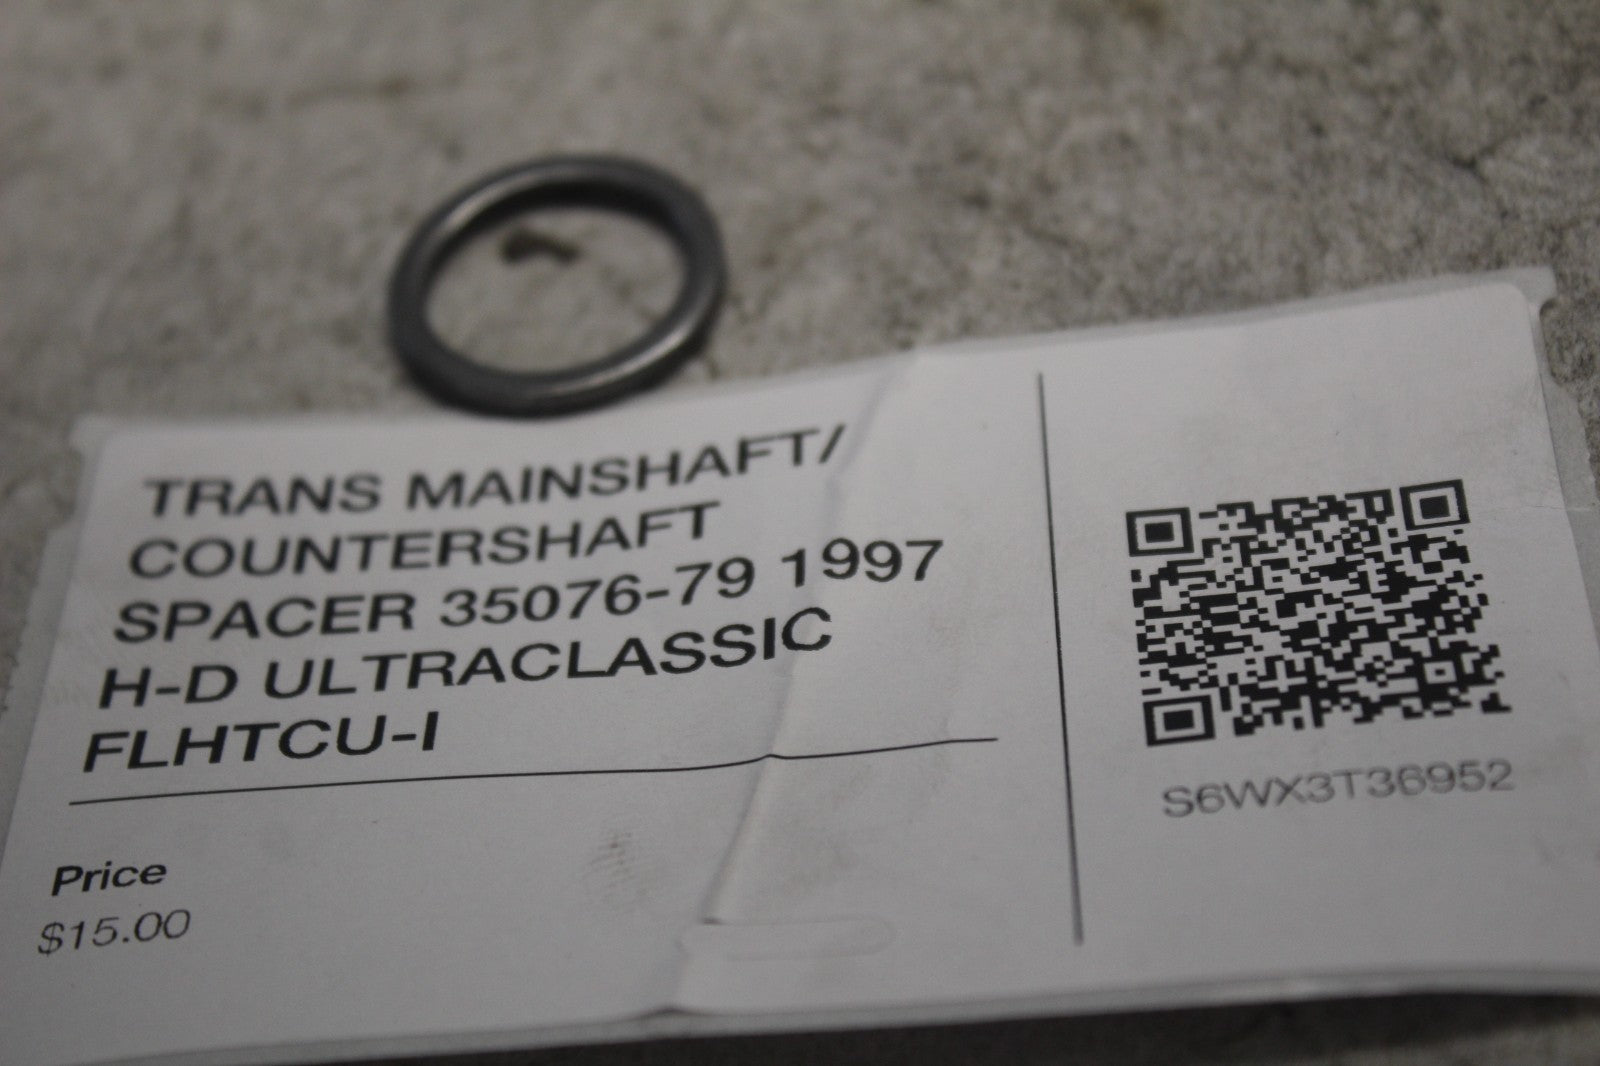 TRANS MAINSHAFT/
COUNTERSHAFT
SPACER 35076-79 1997
H-D ULTRACLASSIC
FLHTCU-I
Price
$15.00
S6WX3T36952